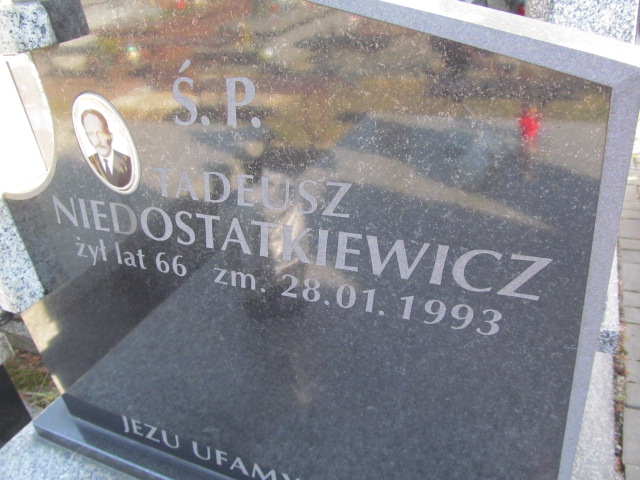 Ś.P.
TADEUSZ
NIEDOSTATKIEWICZ
żył lat 66 zm. 28.01.1993
JEZU UFAMY